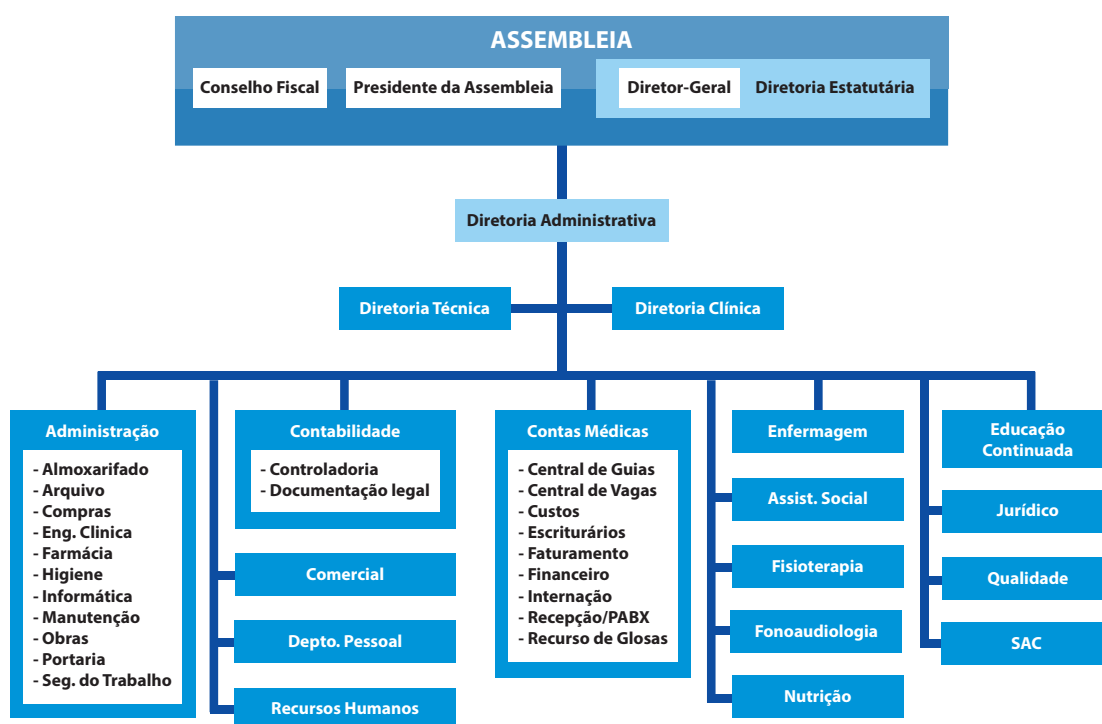 ASSEMBLEIA
Conselho Fiscal
Presidente da Assembleia
Diretor-Geral
Diretoria Estatutária
Diretoria Administrativa
Diretoria Técnica
Diretoria Clínica
Administração
- Almoxarifado
- Arquivo
- Compras
- Eng. Clinica
- Farmácia
- Higiene
- Informática
- Manutenção
- Obras
- Portaria
- Seg. do Trabalho
Contabilidade
- Controladoria
- Documentação legal
Comercial
Depto. Pessoal
Recursos Humanos
Contas Médicas
- Central de Guias
- Central de Vagas
- Custos
- Escriturários
- Faturamento
- Financeiro
- Internação
- Recepção/PABX
- Recurso de Glosas
Enfermagem
Assist. Social
Fisioterapia
Fonoaudiologia
Nutrição
Educação
Continuada
Jurídico
Qualidade
SAC